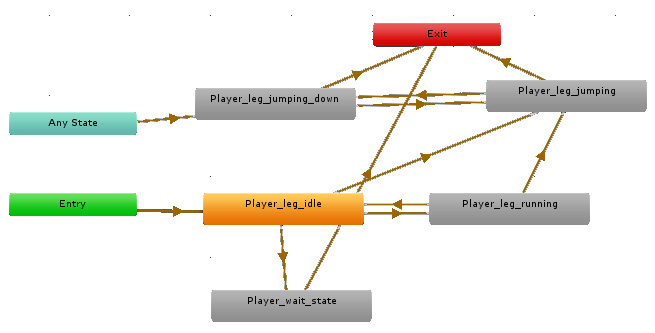 Exit
Player_leg_jumping_down
Player_leg_jumping
Any State
Entry
Player_leg_idle
Player_leg_running
Player_wait_state